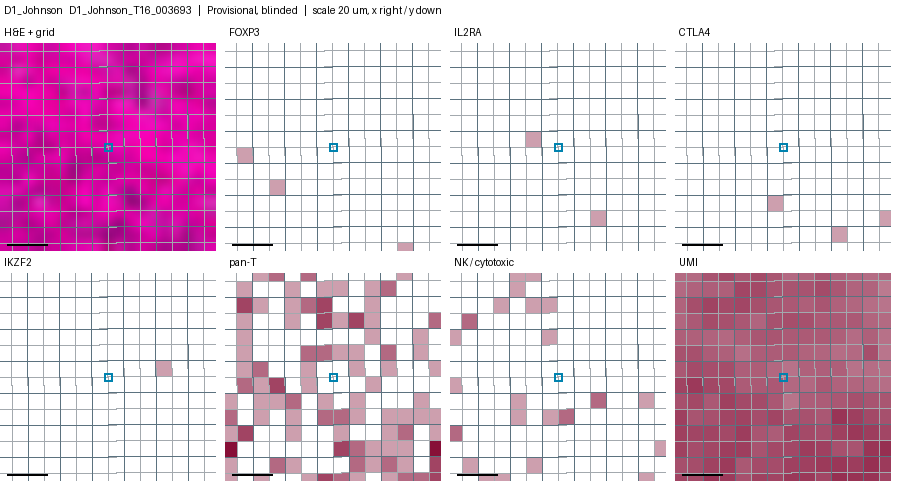 D1_Johnson D1_Johnson_T16_003693 | Provisional, blinded | scale 20 um, x right / y down
H&E + grid
FOXP3
IL2RA
CTLA4
IKZF2
pan-T
NK/cytotoxic
UMI